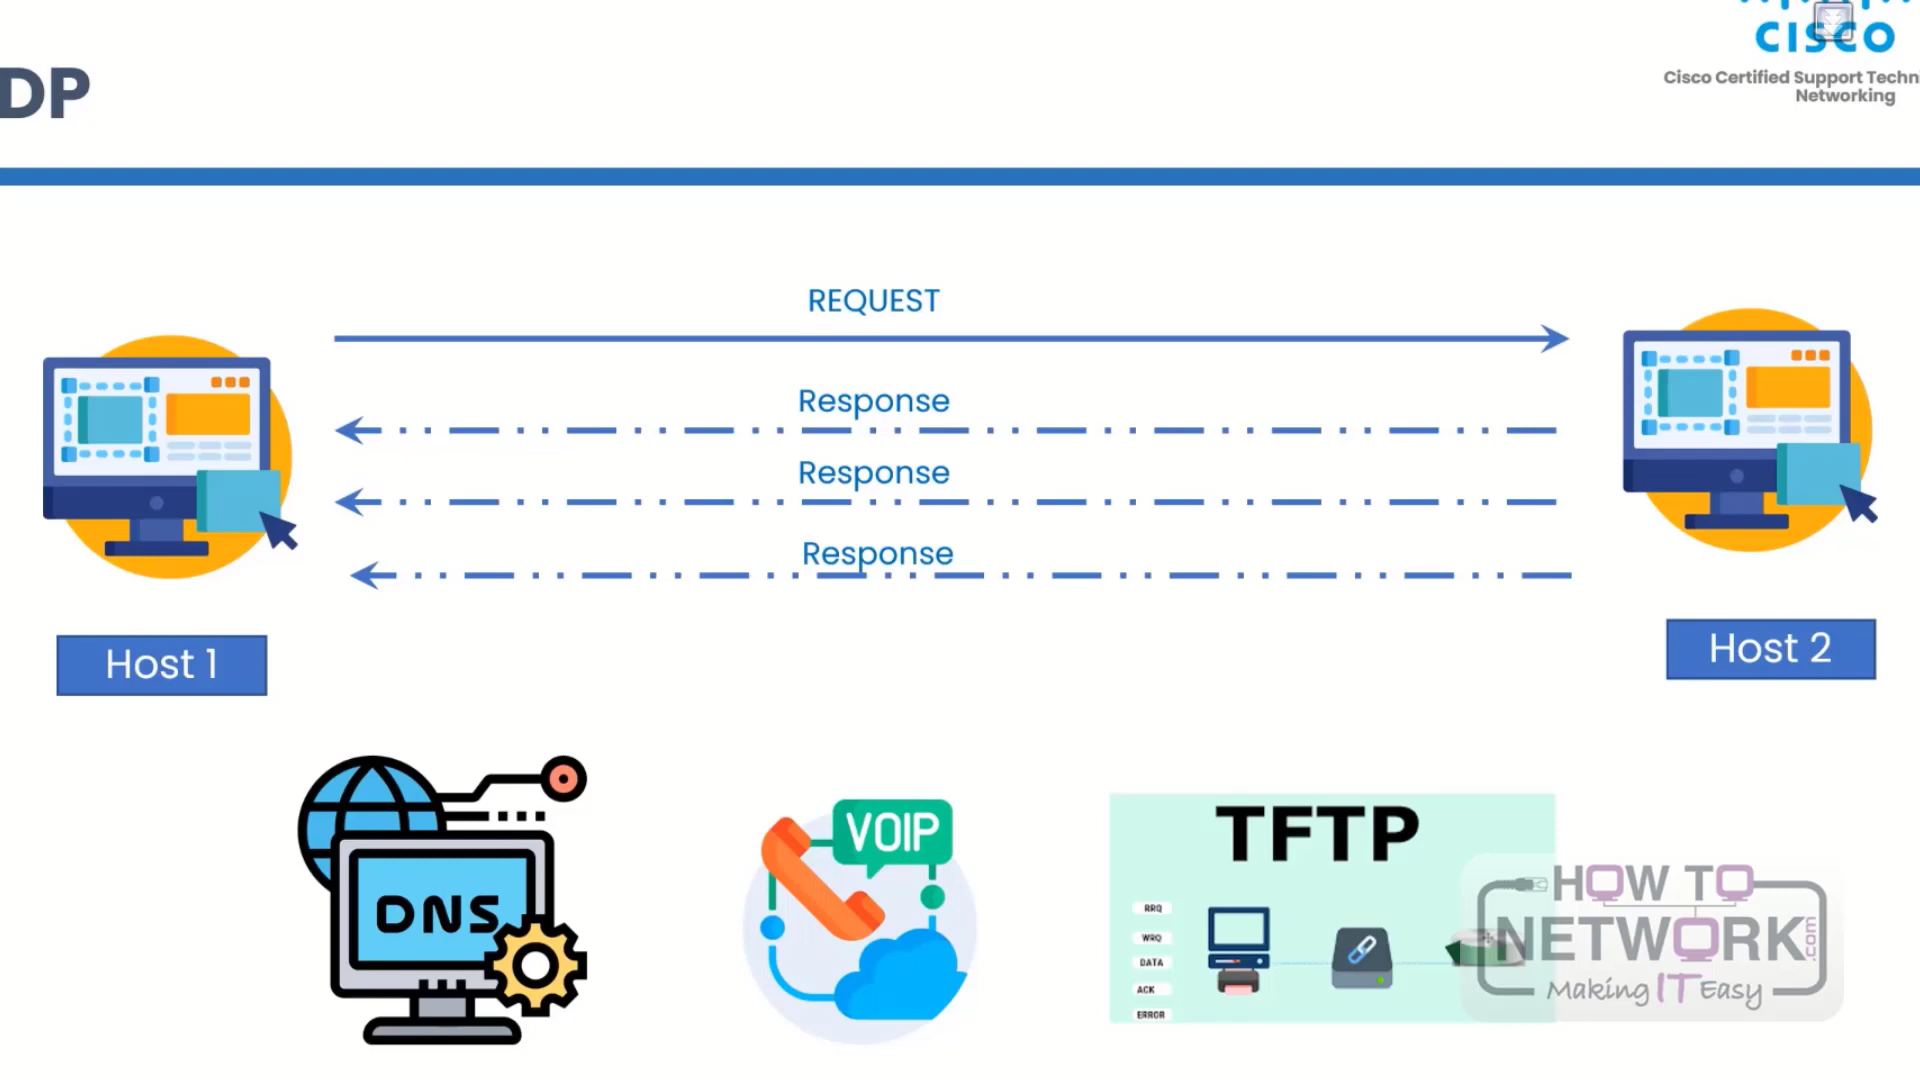 DP
CISCO
Cisco Certified Support Techni
Networking
REQUEST
Response
Response
Response
Host 1
Host 2
DNS
VOIP
TFTP
RRQ
WRQ
DATA
ACK
ERROR
HOW TO
NETWORK.com
Making IT Easy